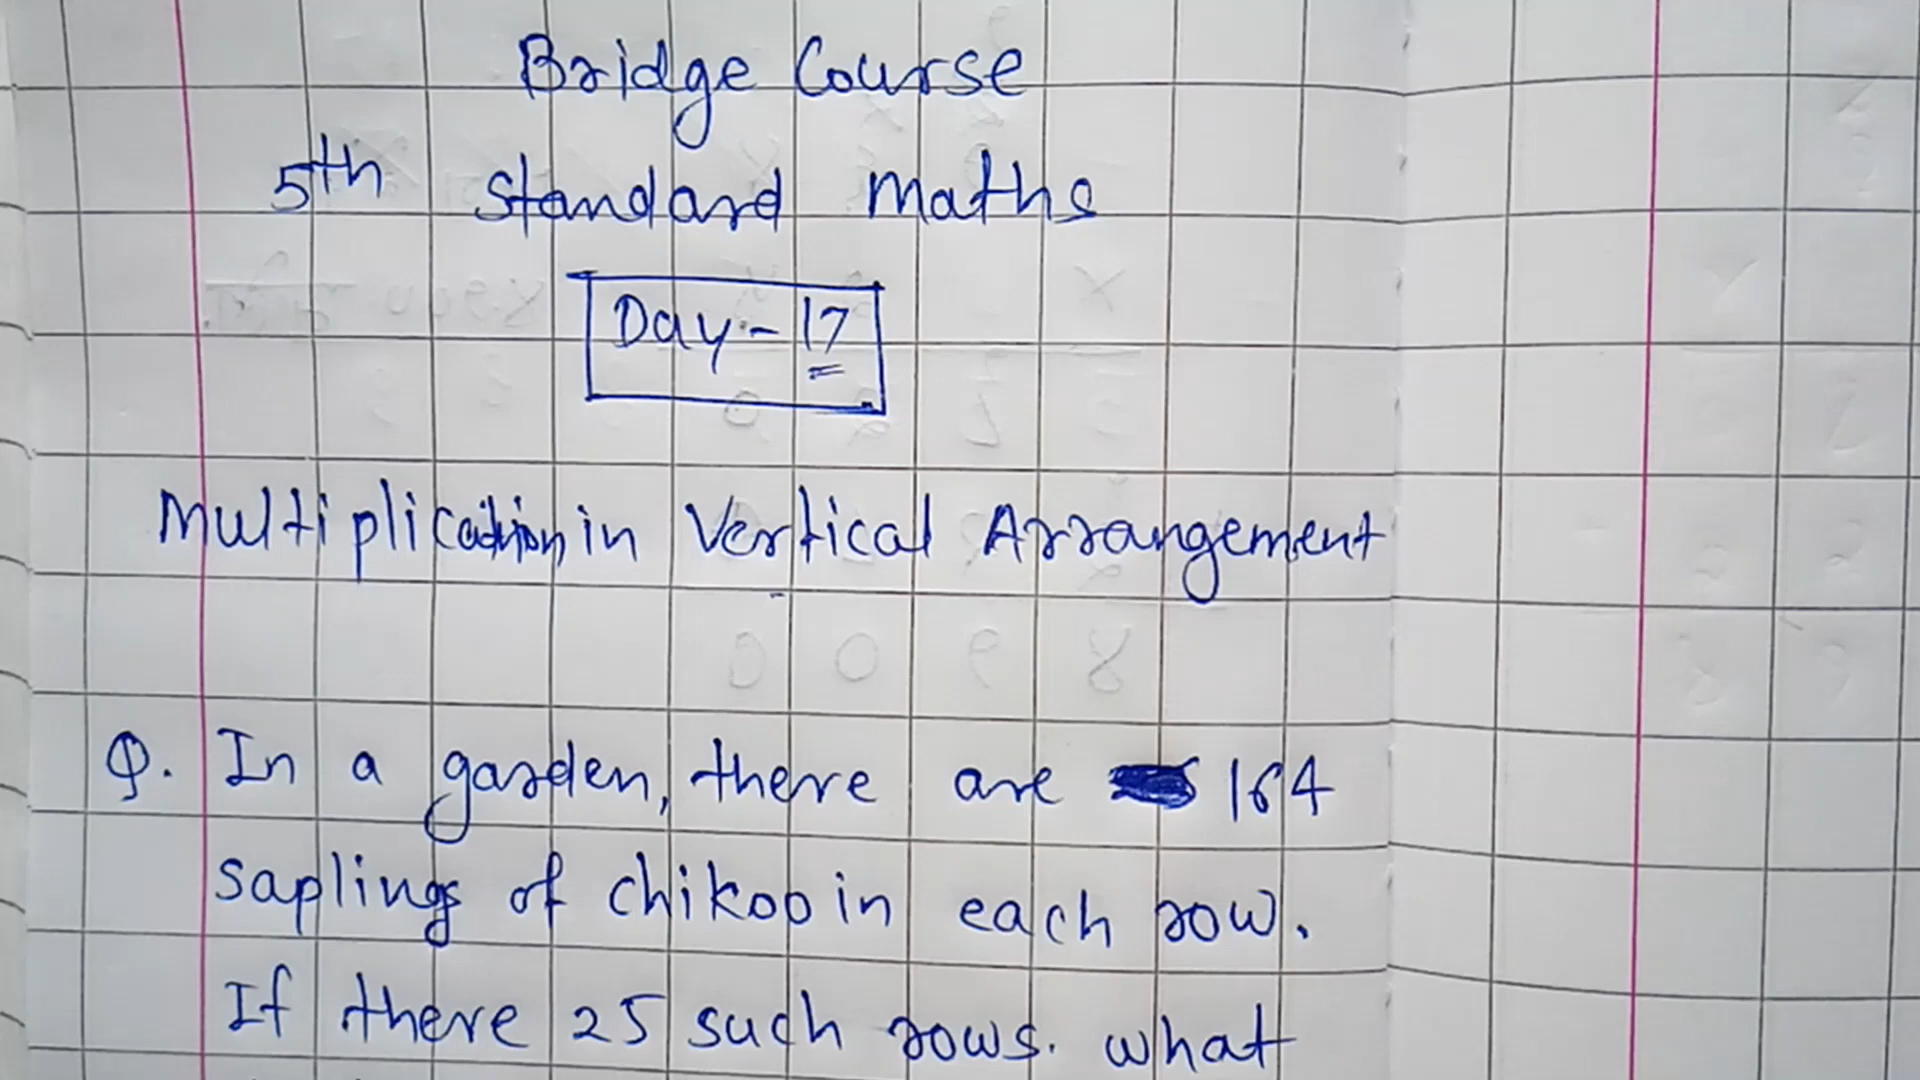 Bridge Course
5th Standard Maths
Day - 17
Multiplication in Vertical Arrangement
Q. In a garden, there are 164
saplings of chikoo in each row.
If there 25 such rows. what